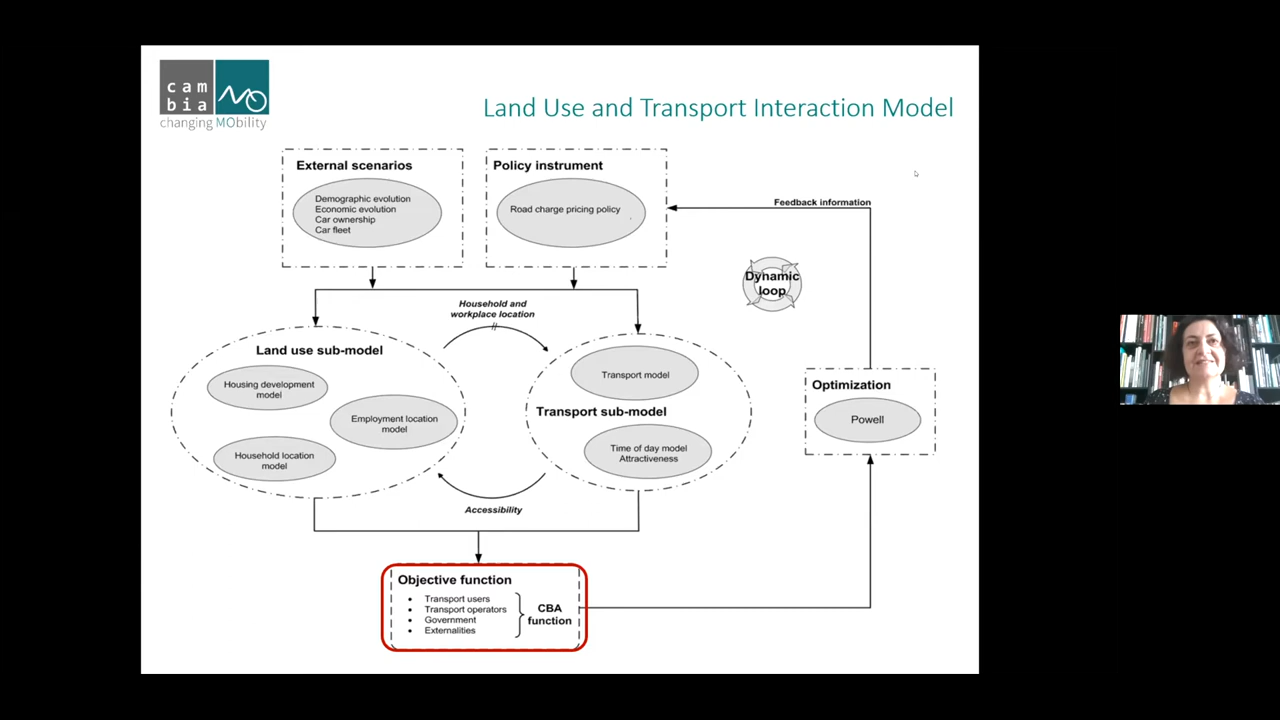 cam
bia
changing MObility
Land Use and Transport Interaction Model
External scenarios
Demographic evolution
Economic evolution
Car ownership
Car fleet
Policy instrument
Road charge pricing policy
Feedback information
Dynamic
loop
Household and
workplace location
Land use sub-model
Housing development
model
Employment location
model
Household location
model
Transport model
Transport sub-model
Time of day model
Attractiveness
Accessibility
Optimization
Powell
Objective function
• Transport users
• Transport operators
• Government
• Externalities
CBA
function